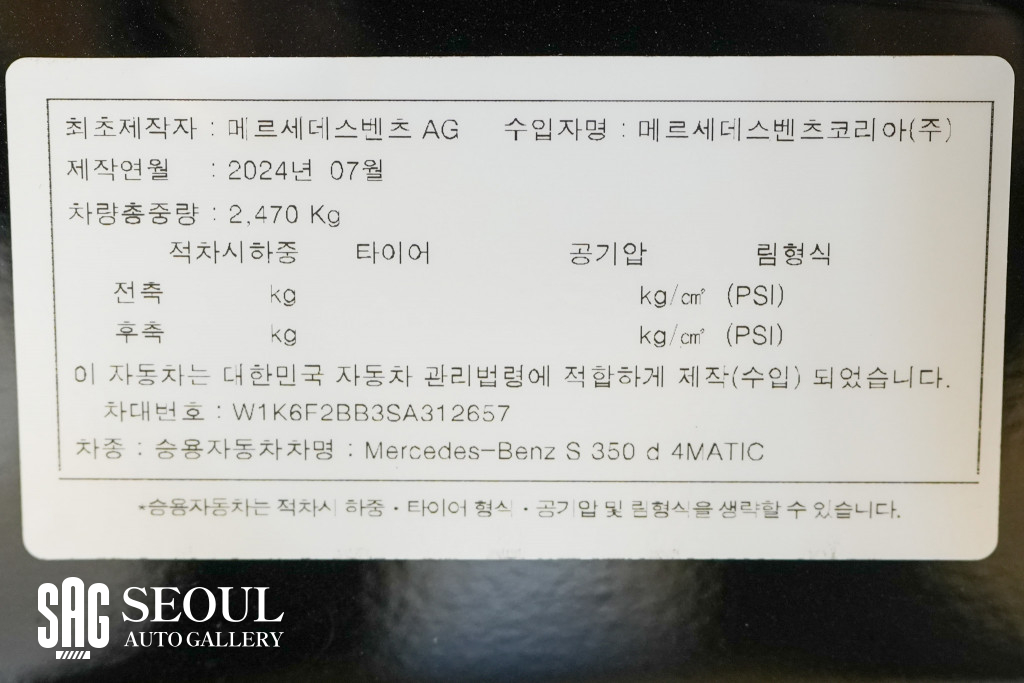 최초제작자 : 메르세데스벤츠 AG 수입자명 : 메르세데스벤츠코리아(주)
제작연월 : 2024년 07월
차량총중량 : 2,470 Kg
적차시하중 타이어 공기압 림형식
전축 kg kg/㎠ (PSI)
후축 kg kg/㎠ (PSI)
이 자동차는 대한민국 자동차 관리법령에 적합하게 제작(수입) 되었습니다.
차대번호 : W1K6F2BB3SA312657
차종 : 승용자동차차명 : Mercedes-Benz S 350 d 4MATIC
*승용자동차는 적차시 하중 · 타이어 형식 · 공기압 및 림형식을 생략할 수 있습니다.
SAG SEOUL
AUTO GALLERY